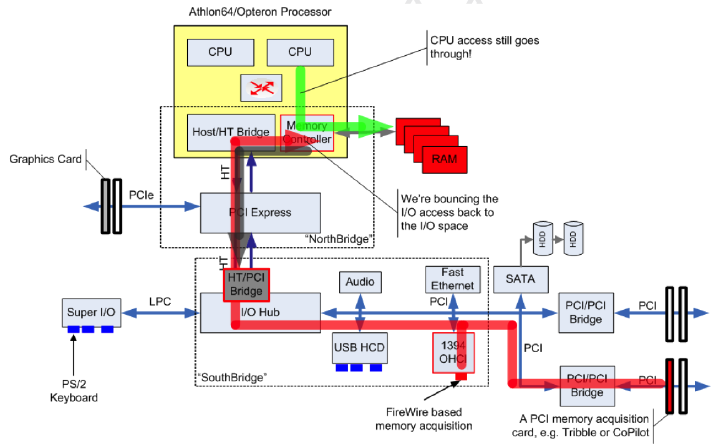 Athlon64/Opteron Processor
CPU
CPU
CPU access still goes
through!
Host/HT Bridge
Memory
Controller
RAM
Graphics Card
HT
PCIe
We're bouncing the
I/O access back to
the I/O space
PCI Express
"NorthBridge"
HT
HDD
HDD
HT/PCI
Bridge
Audio
Fast
Ethernet
SATA
Super I/O
LPC
I/O Hub
PCI
PCI/PCI
Bridge
PCI
USB HCD
1394
OHCI
PCI
PS/2
Keyboard
"SouthBridge"
PCI/PCI
Bridge
PCI
FireWire based
memory acquisition
A PCI memory acquisition
card, e.g. Tribble or CoPilot